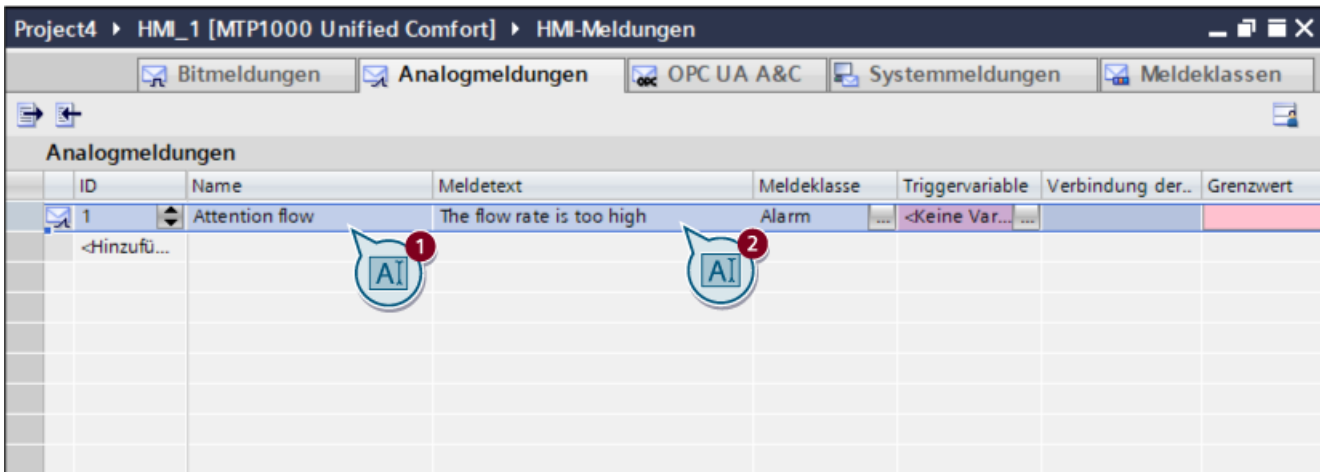 Project4 ▸ HMI_1 [MTP1000 Unified Comfort] ▸ HMI-Meldungen
Bitmeldungen Analogmeldungen OPC UA A&C Systemmeldungen Meldeklassen
Analogmeldungen
ID Name Meldetext Meldeklasse Triggervariable Verbindung der.. Grenzwert
1 Attention flow The flow rate is too high Alarm ... <Keine Var... ...
<Hinzufü...
1 2
AI AI